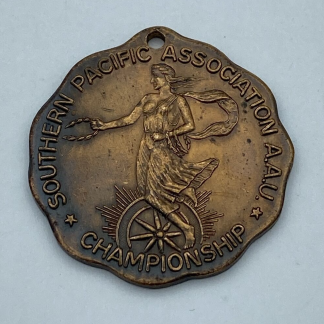 SOUTHERN PACIFIC ASSOCIATION A.A.U.
CHAMPIONSHIP